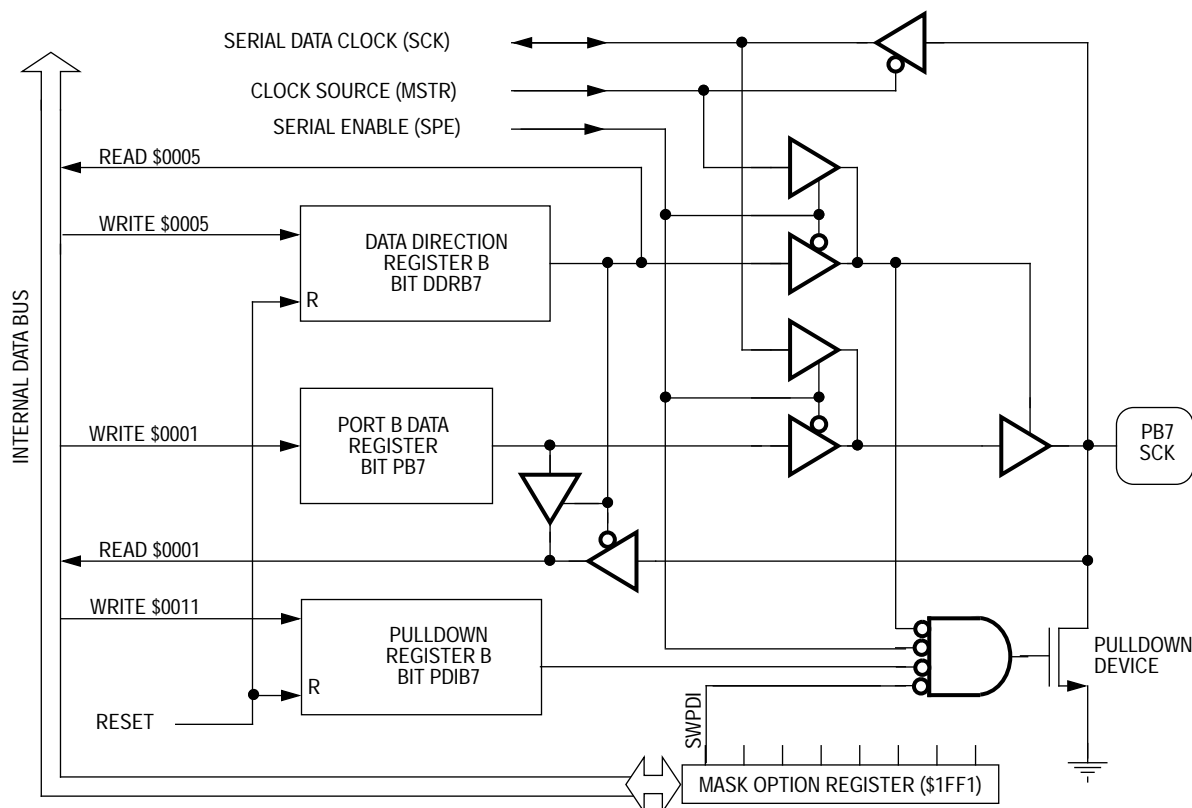 SERIAL DATA CLOCK (SCK)
CLOCK SOURCE (MSTR)
SERIAL ENABLE (SPE)
READ $0005
WRITE $0005
DATA DIRECTION
REGISTER B
BIT DDRB7
R
INTERNAL DATA BUS
WRITE $0001
PORT B DATA
REGISTER
BIT PB7
PB7
SCK
READ $0001
WRITE $0011
PULLDOWN
REGISTER B
BIT PDIB7
R
PULLDOWN
DEVICE
RESET
SWPDI
MASK OPTION REGISTER ($1FF1)